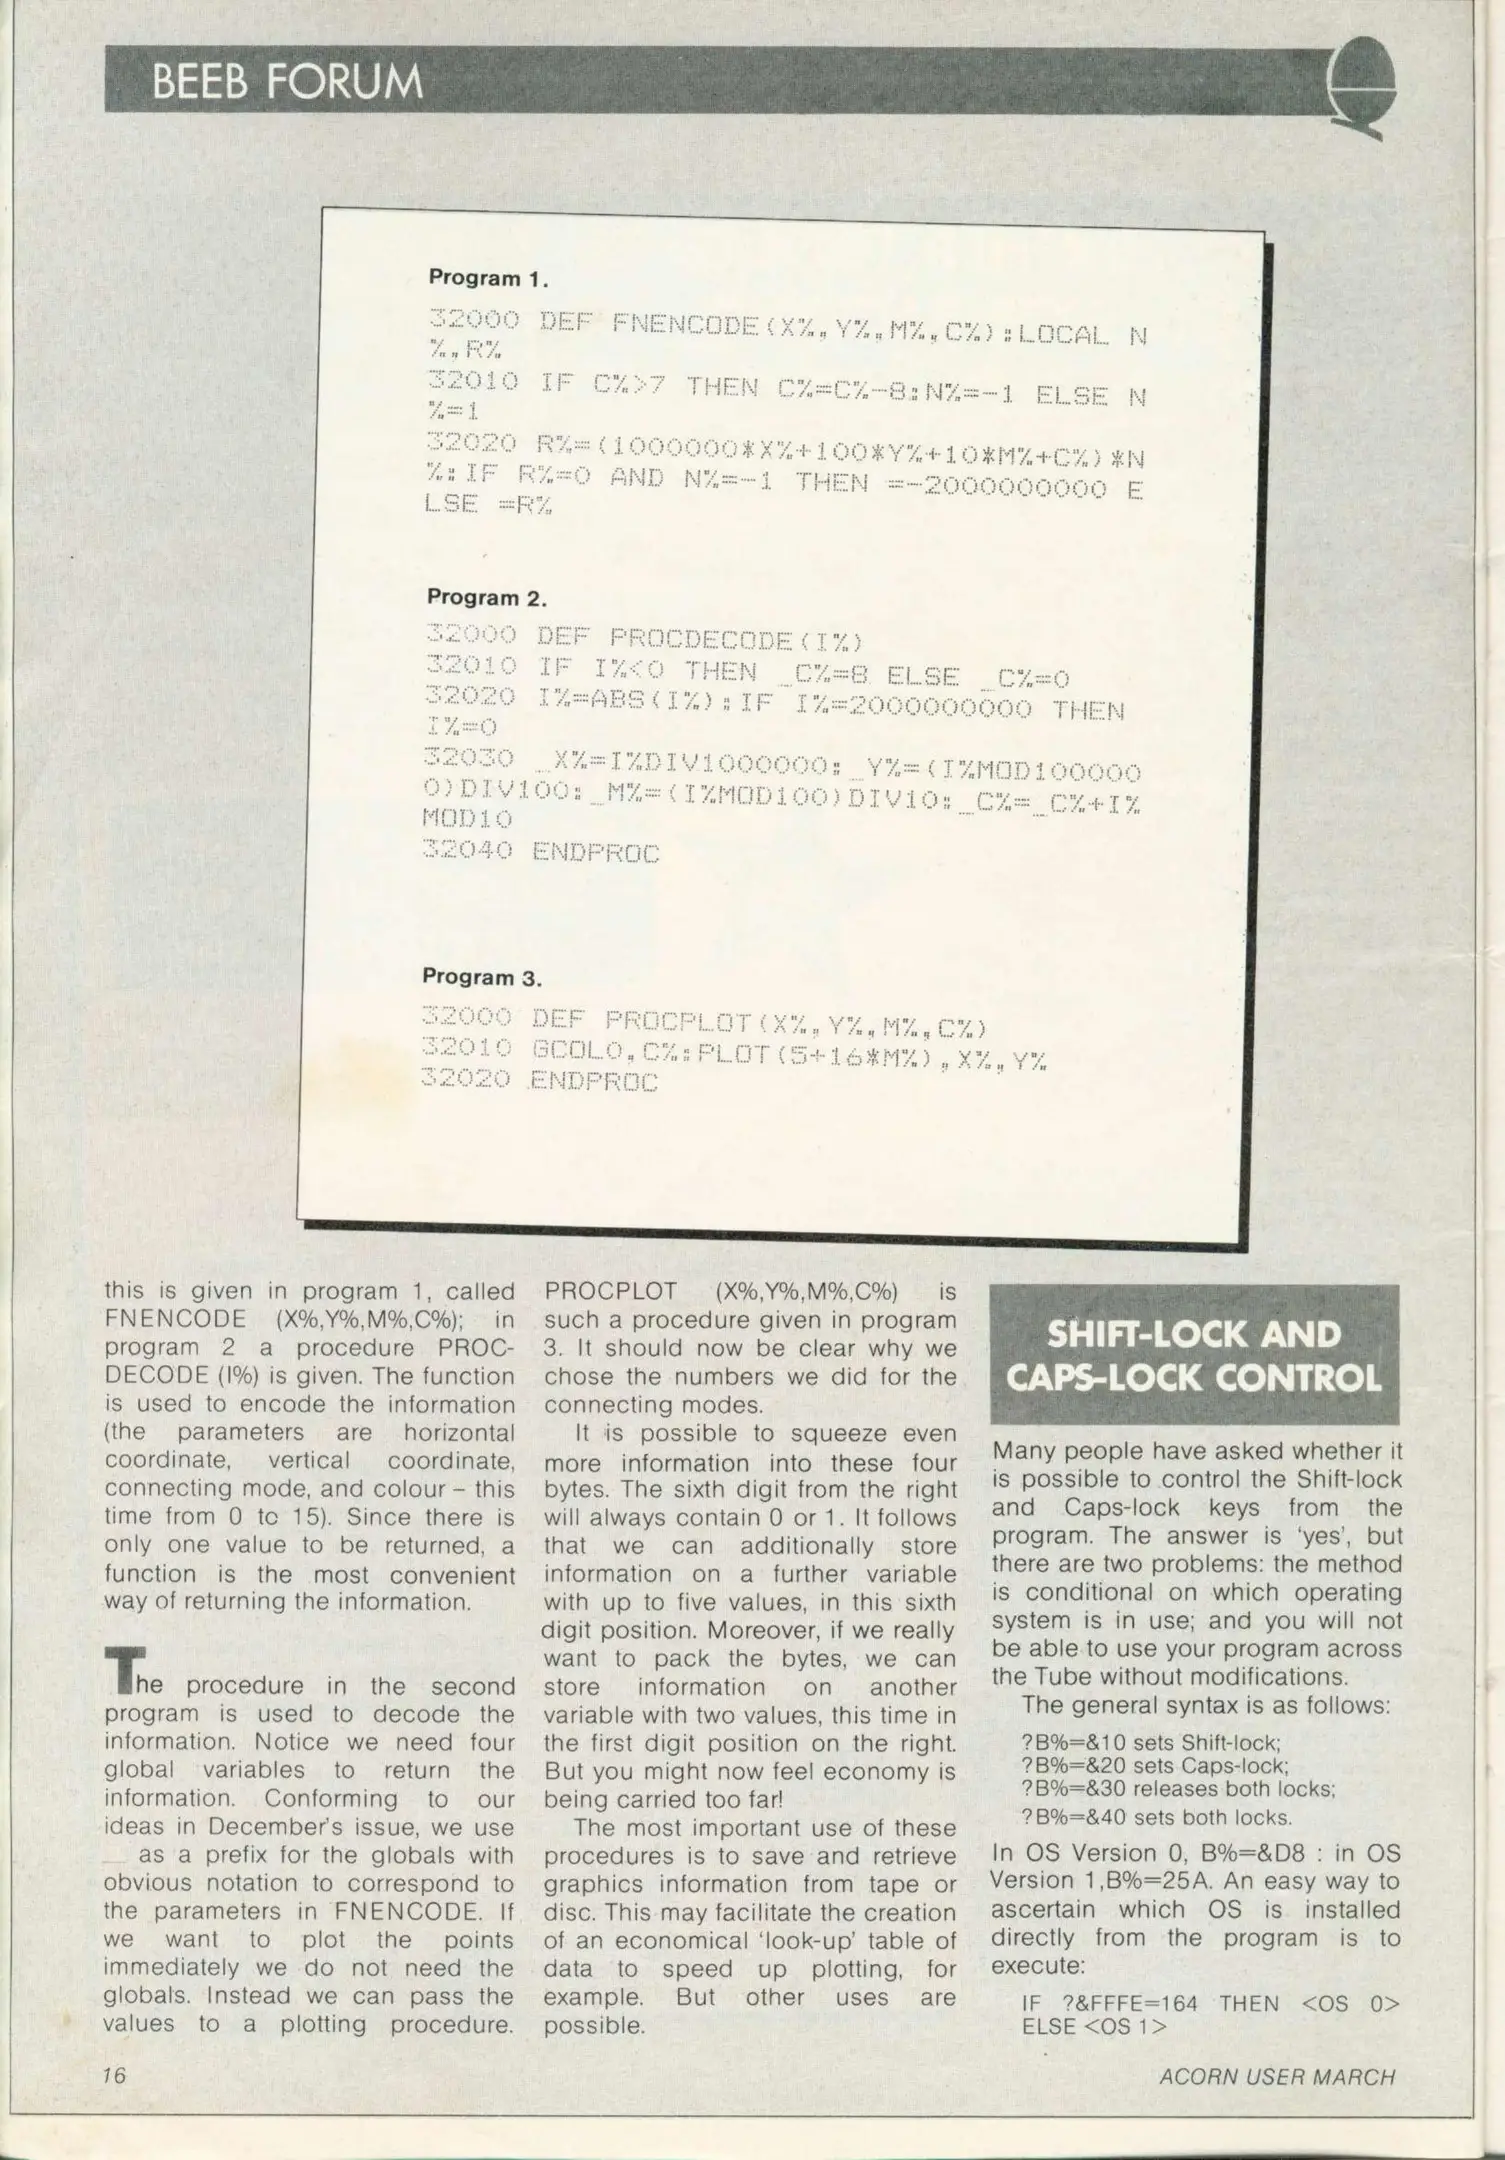 BEEB FORUM
Program 1.
32000 DEF FNENCODE(X%,Y%,M%,C%):LOCAL N
%,R%
32010 IF C%>7 THEN C%=C%-8:N%=-1 ELSE N
%=1
32020 R%=(1000000*X%+100*Y%+10*M%+C%)*N
%:IF R%=0 AND N%=-1 THEN =-2000000000 E
LSE =R%
Program 2.
32000 DEF PROCDECODE(I%)
32010 IF I%<0 THEN _C%=8 ELSE _C%=0
32020 I%=ABS(I%):IF I%=2000000000 THEN
I%=0
32030 _X%=I%DIV1000000:_Y%=(I%MOD100000
0)DIV100:_M%=(I%MOD100)DIV10:_C%=_C%+I%
MOD10
32040 ENDPROC
Program 3.
32000 DEF PROCPLOT(X%,Y%,M%,C%)
32010 GCOL0,C%:PLOT(5+16*M%),X%,Y%
32020 ENDPROC
this is given in program 1, called
FNENCODE (X%,Y%,M%,C%); in
program 2 a procedure PROC-
DECODE (I%) is given. The function
is used to encode the information
(the parameters are horizontal
coordinate, vertical coordinate,
connecting mode, and colour – this
time from 0 to 15). Since there is
only one value to be returned, a
function is the most convenient
way of returning the information.
The procedure in the second
program is used to decode the
information. Notice we need four
global variables to return the
information. Conforming to our
ideas in December's issue, we use
_ as a prefix for the globals with
obvious notation to correspond to
the parameters in FNENCODE. If
we want to plot the points
immediately we do not need the
globals. Instead we can pass the
values to a plotting procedure.
PROCPLOT (X%,Y%,M%,C%) is
such a procedure given in program
3. It should now be clear why we
chose the numbers we did for the
connecting modes.
It is possible to squeeze even
more information into these four
bytes. The sixth digit from the right
will always contain 0 or 1. It follows
that we can additionally store
information on a further variable
with up to five values, in this sixth
digit position. Moreover, if we really
want to pack the bytes, we can
store information on another
variable with two values, this time in
the first digit position on the right.
But you might now feel economy is
being carried too far!
The most important use of these
procedures is to save and retrieve
graphics information from tape or
disc. This may facilitate the creation
of an economical 'look-up' table of
data to speed up plotting, for
example. But other uses are
possible.
SHIFT-LOCK AND
CAPS-LOCK CONTROL
Many people have asked whether it
is possible to control the Shift-lock
and Caps-lock keys from the
program. The answer is 'yes', but
there are two problems: the method
is conditional on which operating
system is in use; and you will not
be able to use your program across
the Tube without modifications.
The general syntax is as follows:
?B%=&10 sets Shift-lock;
?B%=&20 sets Caps-lock;
?B%=&30 releases both locks;
?B%=&40 sets both locks.
In OS Version 0, B%=&D8 : in OS
Version 1,B%=25A. An easy way to
ascertain which OS is installed
directly from the program is to
execute:
IF ?&FFFE=164 THEN <OS 0>
ELSE <OS 1>
16
ACORN USER MARCH